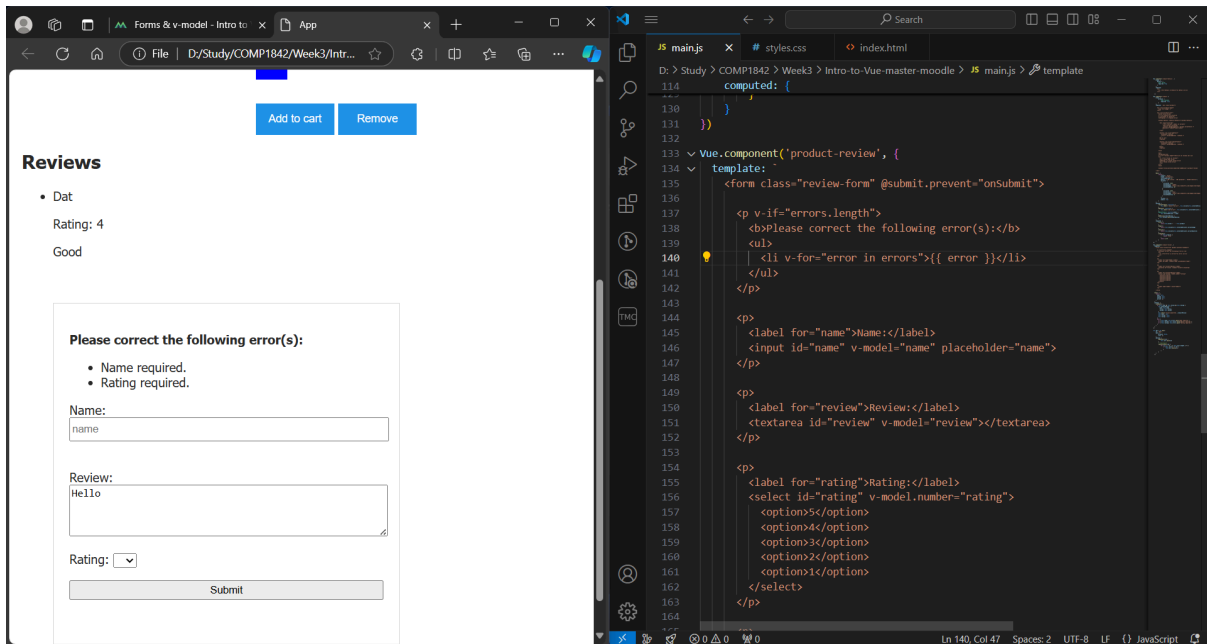 Forms & v-model - Intro to
App
File
D:/Study/COMP1842/Week3/Intr...
Add to cart
Remove
Reviews
Dat
Rating: 4
Good
Please correct the following error(s):
Name required.
Rating required.
Name:
name
Review:
Hello
Rating:
Submit
Search
JS main.js
# styles.css
index.html
D: > Study > COMP1842 > Week3 > Intro-to-Vue-master-moodle > JS main.js > template
114 computed: {
129 }
130 }
131 })
132
133 Vue.component('product-review', {
134 template: `
135 <form class="review-form" @submit.prevent="onSubmit">
136
137 <p v-if="errors.length">
138 <b>Please correct the following error(s):</b>
139 <ul>
140 <li v-for="error in errors">{{ error }}</li>
141 </ul>
142 </p>
143
144 <p>
145 <label for="name">Name:</label>
146 <input id="name" v-model="name" placeholder="name">
147 </p>
148
149 <p>
150 <label for="review">Review:</label>
151 <textarea id="review" v-model="review"></textarea>
152 </p>
153
154 <p>
155 <label for="rating">Rating:</label>
156 <select id="rating" v-model.number="rating">
157 <option>5</option>
158 <option>4</option>
159 <option>3</option>
160 <option>2</option>
161 <option>1</option>
162 </select>
163 </p>
164
TMC
0 0 0
Ln 140, Col 47 Spaces: 2 UTF-8 LF {} JavaScript